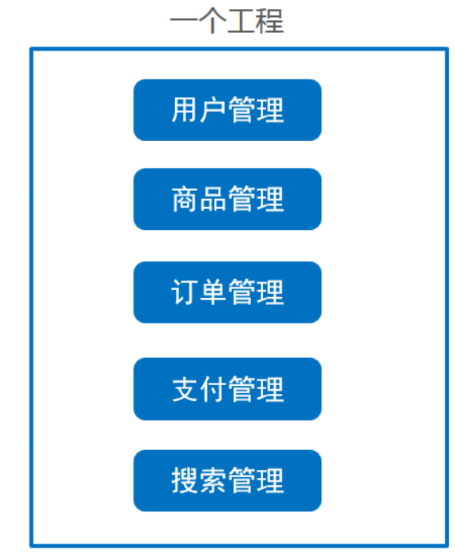 一个工程
用户管理
商品管理
订单管理
支付管理
搜索管理